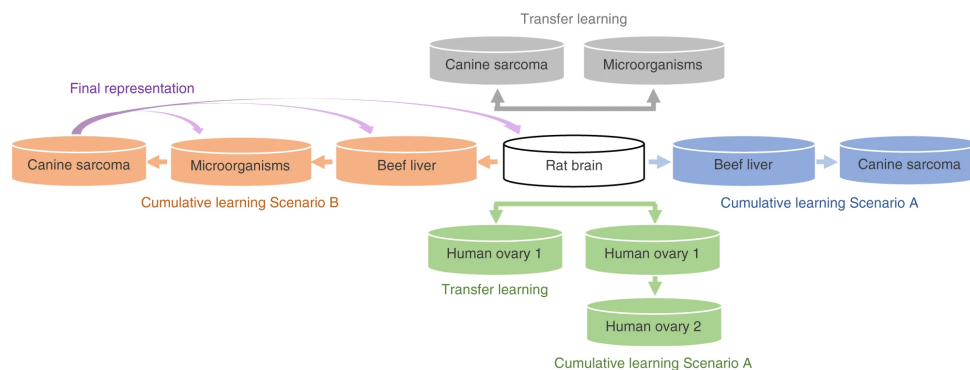 Transfer learning
Canine sarcoma
Microorganisms
Final representation
Canine sarcoma
Microorganisms
Beef liver
Rat brain
Beef liver
Canine sarcoma
Cumulative learning Scenario B
Cumulative learning Scenario A
Human ovary 1
Human ovary 1
Transfer learning
Human ovary 2
Cumulative learning Scenario A